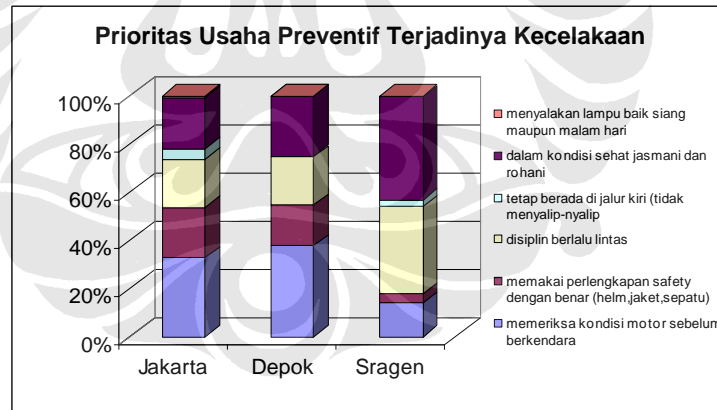 Prioritas Usaha Preventif Terjadinya Kecelakaan
100%
80%
60%
40%
20%
0%
Jakarta
Depok
Sragen
menyalakan lampu baik siang
maupun malam hari
dalam kondisi sehat jasmani dan
rohani
tetap berada di jalur kiri (tidak
menyalip-nyalip
disiplin berlalu lintas
memakai perlengkapan safety
dengan benar (helm,jaket,sepatu)
memeriksa kondisi motor sebelum
berkendara